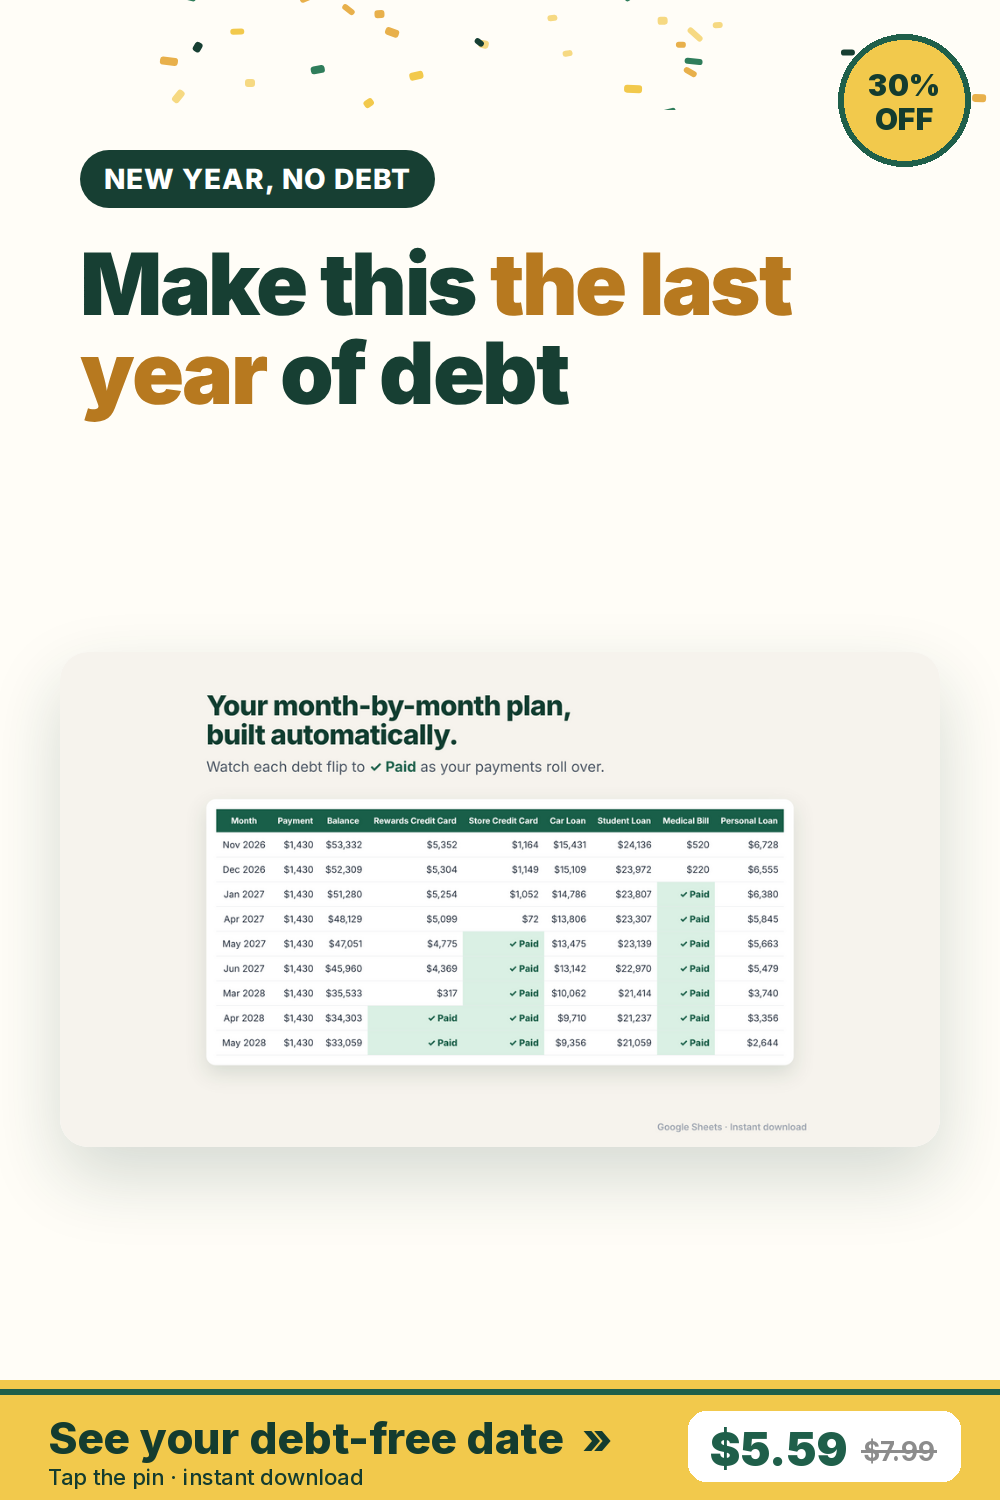 30%
OFF
NEW YEAR, NO DEBT
Make this the last
year of debt
Your month-by-month plan,
built automatically.
Watch each debt flip to ✓ Paid as your payments roll over.
Month Payment Balance Rewards Credit Card Store Credit Card Car Loan Student Loan Medical Bill Personal Loan
Nov 2026 $1,430 $53,332 $5,352 $1,164 $15,431 $24,136 $520 $6,728
Dec 2026 $1,430 $52,309 $5,304 $1,149 $15,109 $23,972 $220 $6,555
Jan 2027 $1,430 $51,280 $5,254 $1,052 $14,786 $23,807 ✓ Paid $6,380
Apr 2027 $1,430 $48,129 $5,099 $72 $13,806 $23,307 ✓ Paid $5,845
May 2027 $1,430 $47,051 $4,775 ✓ Paid $13,475 $23,139 ✓ Paid $5,663
Jun 2027 $1,430 $45,960 $4,369 ✓ Paid $13,142 $22,970 ✓ Paid $5,479
Mar 2028 $1,430 $35,533 $317 ✓ Paid $10,062 $21,414 ✓ Paid $3,740
Apr 2028 $1,430 $34,303 ✓ Paid ✓ Paid $9,710 $21,237 ✓ Paid $3,356
May 2028 $1,430 $33,059 ✓ Paid ✓ Paid $9,356 $21,059 ✓ Paid $2,644
Google Sheets · Instant download
See your debt-free date »
Tap the pin · instant download
$5.59 $7.99